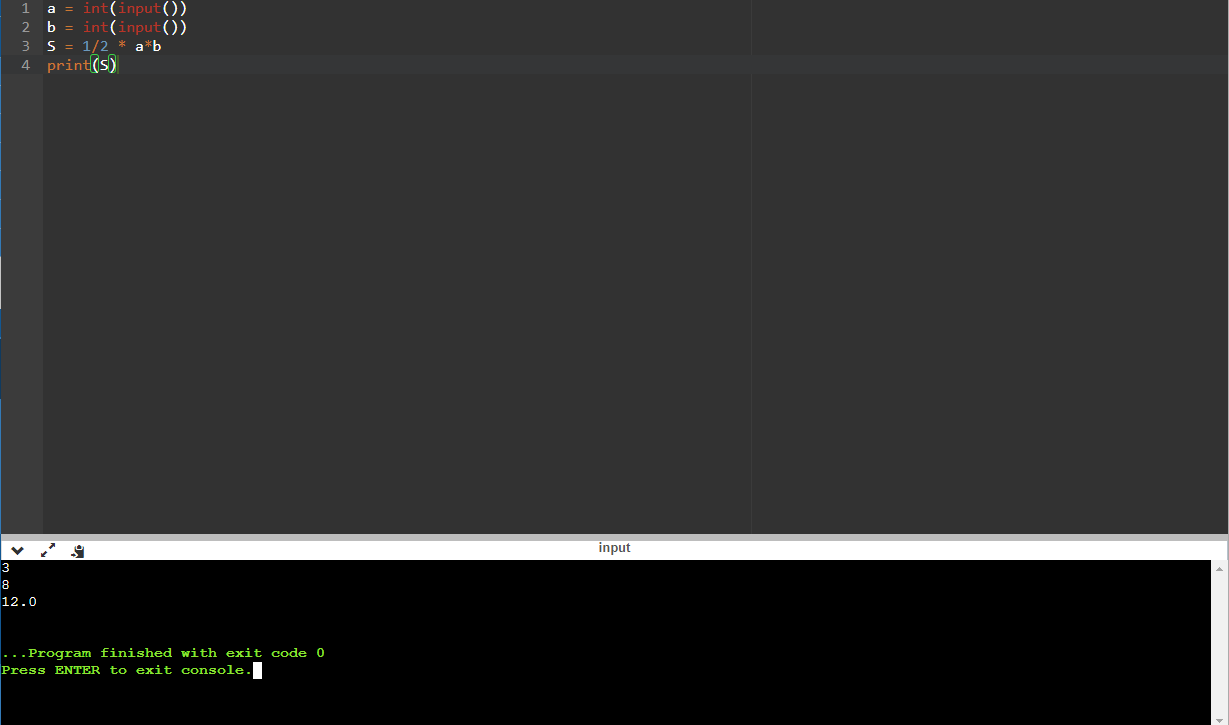 1 a = int(input())
2 b = int(input())
3 S = 1/2 * a*b
4 print(S)
input
3
8
12.0
...Program finished with exit code 0
Press ENTER to exit console.